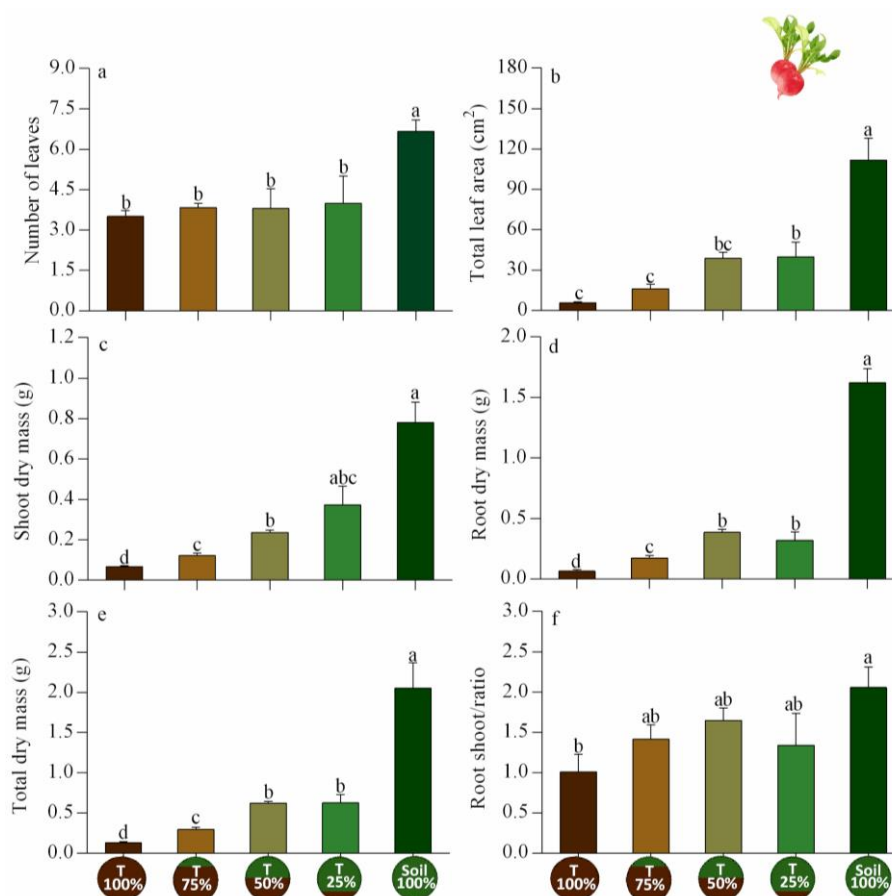 a
Number of leaves
9.0
7.5
6.0
4.5
3.0
1.5
0.0
b
b
b
b
a
b
Total leaf area (cm²)
180
150
120
90
60
30
0
c
c
bc
b
a
c
Shoot dry mass (g)
1.2
1.0
0.8
0.6
0.4
0.2
0.0
d
c
b
abc
a
d
Root dry mass (g)
2.0
1.5
1.0
0.5
0.0
d
c
b
b
a
e
Total dry mass (g)
3.0
2.5
2.0
1.5
1.0
0.5
0.0
d
c
b
b
a
f
Root shoot/ratio
3.0
2.5
2.0
1.5
1.0
0.5
0.0
b
ab
ab
ab
a
T
100%
T
75%
T
50%
T
25%
Soil
100%
T
100%
T
75%
T
50%
T
25%
Soil
100%